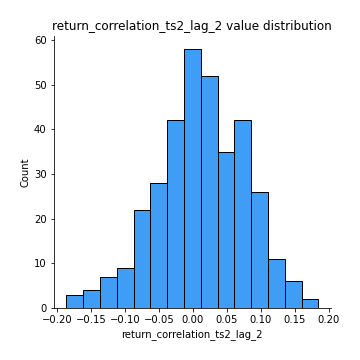 return_correlation_ts2_lag_2 value distribution
60
50
40
30
20
10
0
Count
−0.20 −0.15 −0.10 −0.05 0.00 0.05 0.10 0.15 0.20
return_correlation_ts2_lag_2